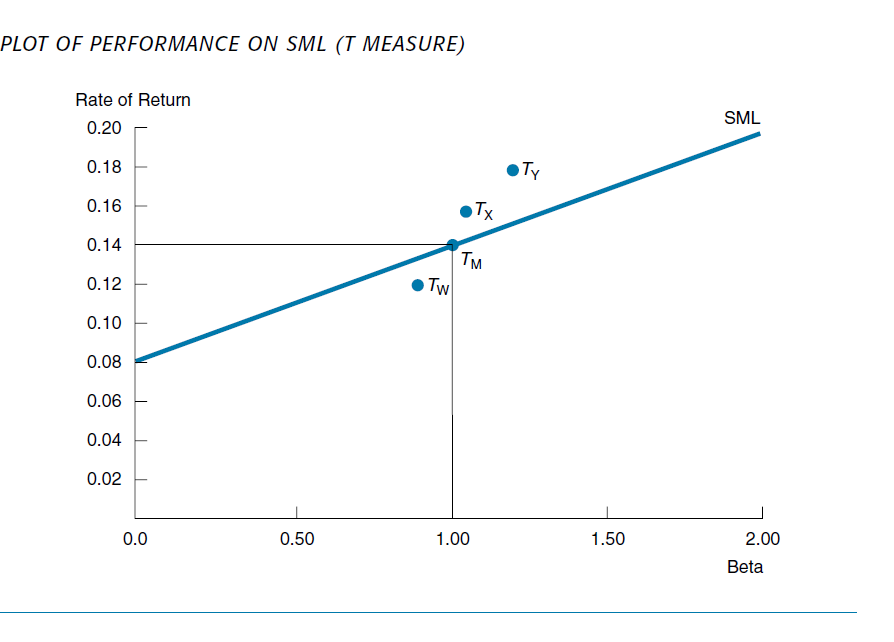 PLOT OF PERFORMANCE ON SML (T MEASURE)
Rate of Return
SML
0.20
0.18
TY
0.16
TX
0.14
TM
0.12
TW
0.10
0.08
0.06
0.04
0.02
0.0 0.50 1.00 1.50 2.00
Beta